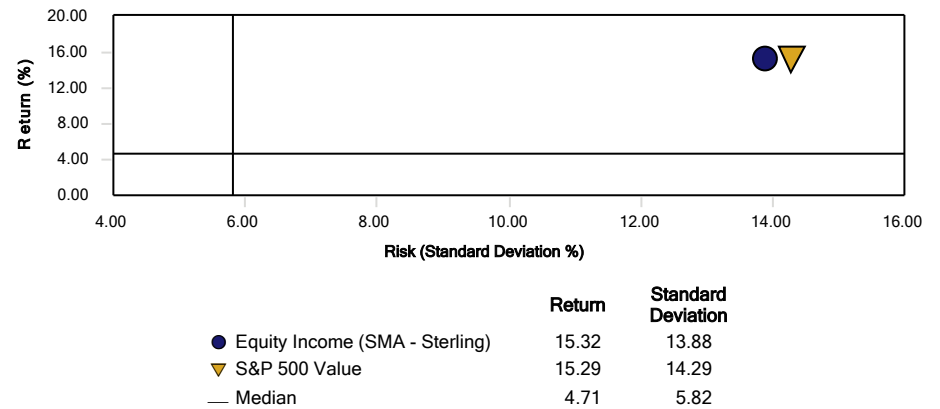 20.00
16.00
12.00
8.00
4.00
0.00
Return (%)
4.00 6.00 8.00 10.00 12.00 14.00 16.00
Risk (Standard Deviation %)
Return Standard Deviation
Equity Income (SMA - Sterling) 15.32 13.88
S&P 500 Value 15.29 14.29
Median 4.71 5.82